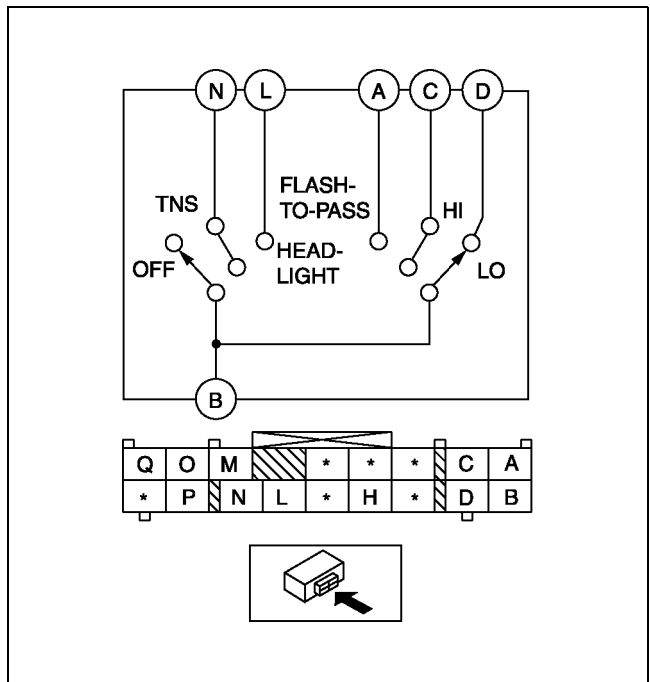 N L A C D
FLASH-
TO-PASS
TNS
HI
HEAD-
LIGHT
OFF
LO
B
Q O M * * * C A
* P N L * H * D B